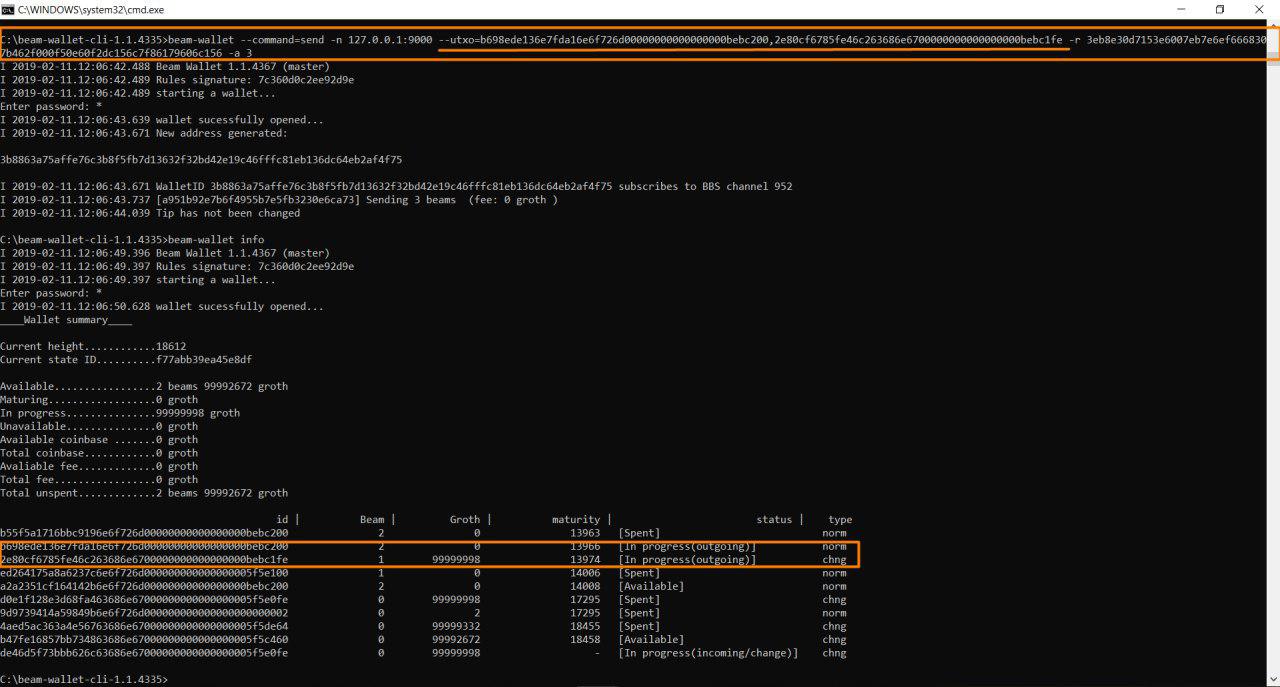 C:\WINDOWS\system32\cmd.exe
C:\beam-wallet-cli-1.1.4335>beam-wallet --command=send -n 127.0.0.1:9000 --utxo=b698ede136e7fda16e6f726d00000000000000000bebc200,2e80cf6785fe46c263686e6700000000000000000bebc1fe -r 3eb8e30d7153e6007eb7e6ef666830
7b462f000f50e60f2dc156c7f86179606c156 -a 3
I 2019-02-11.12:06:42.488 Beam Wallet 1.1.4367 (master)
I 2019-02-11.12:06:42.489 Rules signature: 7c360d0c2ee92d9e
I 2019-02-11.12:06:42.489 starting a wallet...
Enter password: *
I 2019-02-11.12:06:43.639 wallet sucessfully opened...
I 2019-02-11.12:06:43.671 New address generated:
3b8863a75affe76c3b8f5fb7d13632f32bd42e19c46fffc81eb136dc64eb2af4f75
I 2019-02-11.12:06:43.671 WalletID 3b8863a75affe76c3b8f5fb7d13632f32bd42e19c46fffc81eb136dc64eb2af4f75 subscribes to BBS channel 952
I 2019-02-11.12:06:43.737 [a951b92e7b6f4955b7e5fb3230e6ca73] Sending 3 beams  (fee: 0 groth )
I 2019-02-11.12:06:44.039 Tip has not been changed
C:\beam-wallet-cli-1.1.4335>beam-wallet info
I 2019-02-11.12:06:49.396 Beam Wallet 1.1.4367 (master)
I 2019-02-11.12:06:49.397 Rules signature: 7c360d0c2ee92d9e
I 2019-02-11.12:06:49.397 starting a wallet...
Enter password: *
I 2019-02-11.12:06:50.628 wallet sucessfully opened...
____Wallet summary____
Current height............18612
Current state ID..........f77abb39ea45e8df
Available................2 beams 99992672 groth
Maturing.................0 groth
In progress..............99999998 groth
Unavailable..............0 groth
Available coinbase .......0 groth
Total coinbase...........0 groth
Avaliable fee............0 groth
Total fee................0 groth
Total unspent............2 beams 99992672 groth
id | Beam | Groth | maturity | status | type
b55f5a1716bbc9196e6f726d00000000000000000bebc200 2 0 13963 [Spent] norm
b698ede136e7fda16e6f726d00000000000000000bebc200 2 0 13966 [In progress(outgoing)] norm
2e80cf6785fe46c263686e6700000000000000000bebc1fe 1 99999998 13974 [In progress(outgoing)] chng
ed264175a8a6237c6e6f726d000000000000000005f5e100 1 0 14006 [Spent] norm
a2a2351cf164142b6e6f726d00000000000000000bebc200 2 0 14008 [Available] norm
d0e1f128e3d68fa463686e67000000000000000005f5e0fe 0 99999998 17295 [Spent] chng
9d9739414a59849b6e6f726d000000000000000000000002 0 2 17295 [Spent] norm
4aed5ac363a4e56763686e67000000000000000005f5de64 0 99999332 18455 [Spent] chng
b47fe16857bb734863686e67000000000000000005f5c460 0 99992672 18458 [Available] chng
de46d5f73bbb626c63686e67000000000000000005f5e0fe 0 99999998 - [In progress(incoming/change)] chng
C:\beam-wallet-cli-1.1.4335>